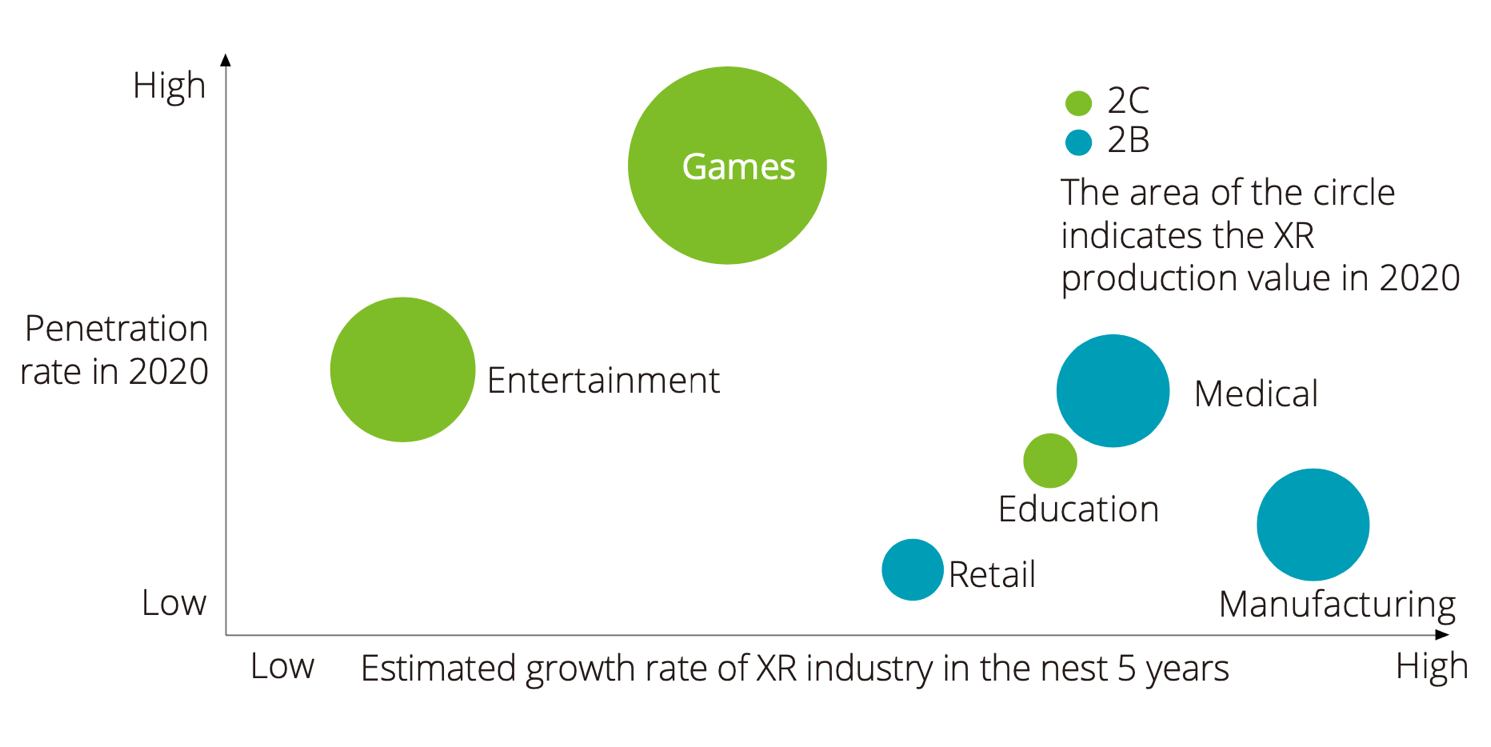 High
Games
2C
2B
The area of the circle
indicates the XR
production value in 2020
Penetration
rate in 2020
Entertainment
Medical
Education
Retail
Low
Manufacturing
Low
Estimated growth rate of XR industry in the nest 5 years
High